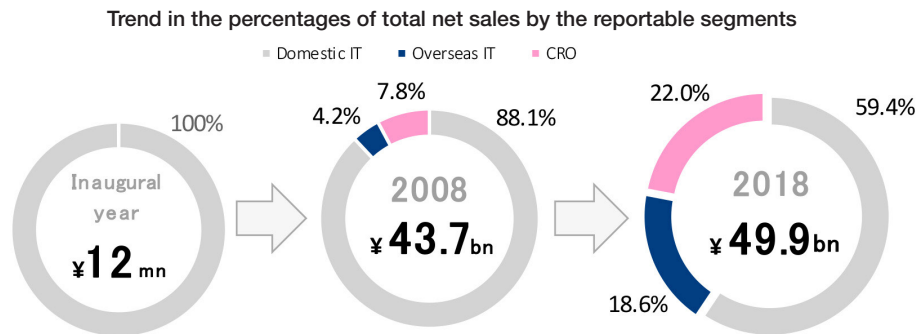 Trend in the percentages of total net sales by the reportable segments
Domestic IT Overseas IT CRO
100%
Inaugural
year
¥12 mn
4.2%
7.8%
88.1%
2008
¥ 43.7bn
22.0%
59.4%
2018
¥ 49.9bn
18.6%